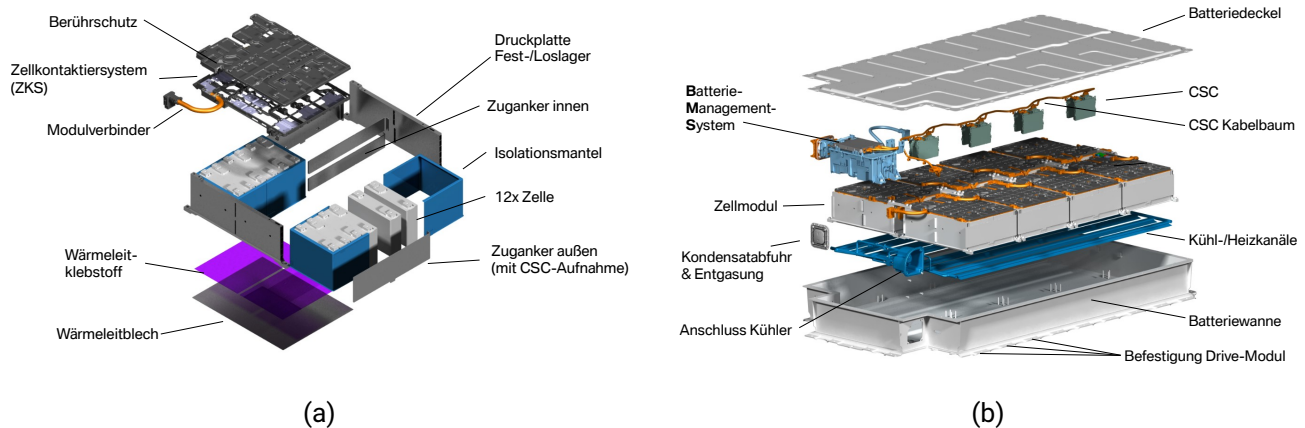 Berührschutz
Zellkontaktiersystem
(ZKS)
Modulverbinder
Druckplatte
Fest-/Loslager
Zuganker innen
Isolationsmantel
12x Zelle
Zuganker außen
(mit CSC-Aufnahme)
Wärmeleit-
klebstoff
Wärmeleitblech
(a)
Batteriedeckel
Batterie-
Management-
System
CSC
CSC Kabelbaum
Zellmodul
Kondensatabfuhr
& Entgasung
Kühl-/Heizkanäle
Anschluss Kühler
Batteriewanne
Befestigung Drive-Modul
(b)